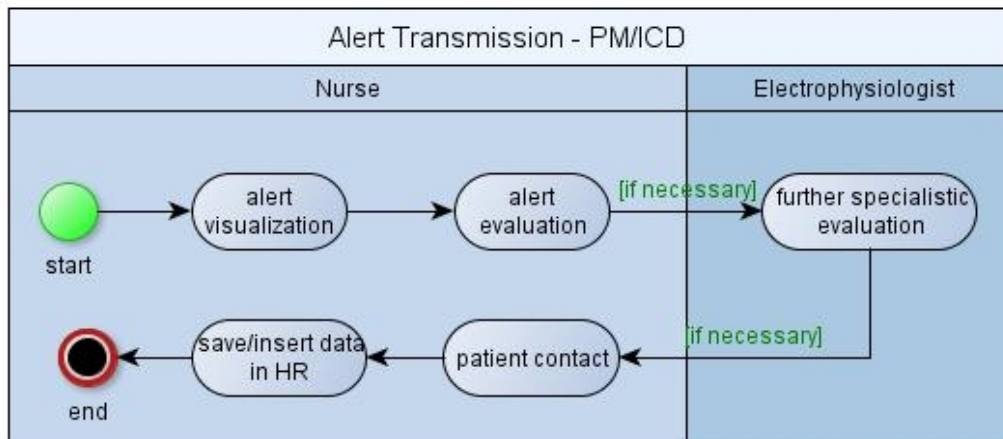 Alert Transmission - PM/ICD
Nurse
Electrophysiologist
start
alert
visualization
alert
evaluation
[if necessary]
further specialistic
evaluation
end
save/insert data
in HR
patient contact
[if necessary]